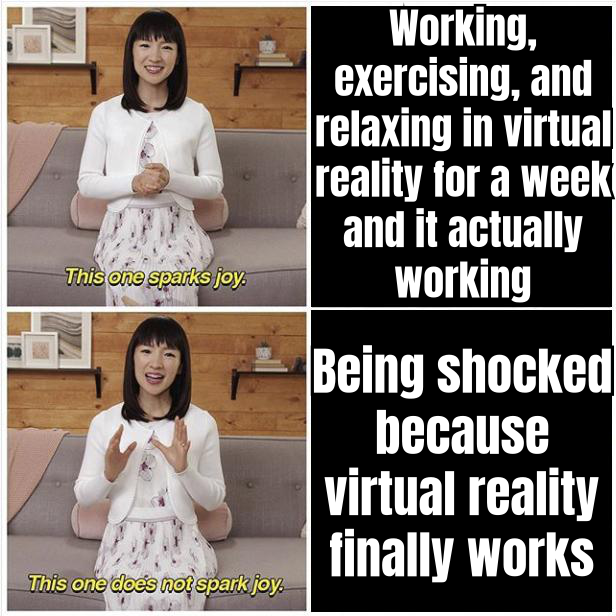 Working,
exercising, and
relaxing in virtual
reality for a week
and it actually
working
This one sparks joy.
Being shocked
because
virtual reality
finally works
This one does not spark joy.